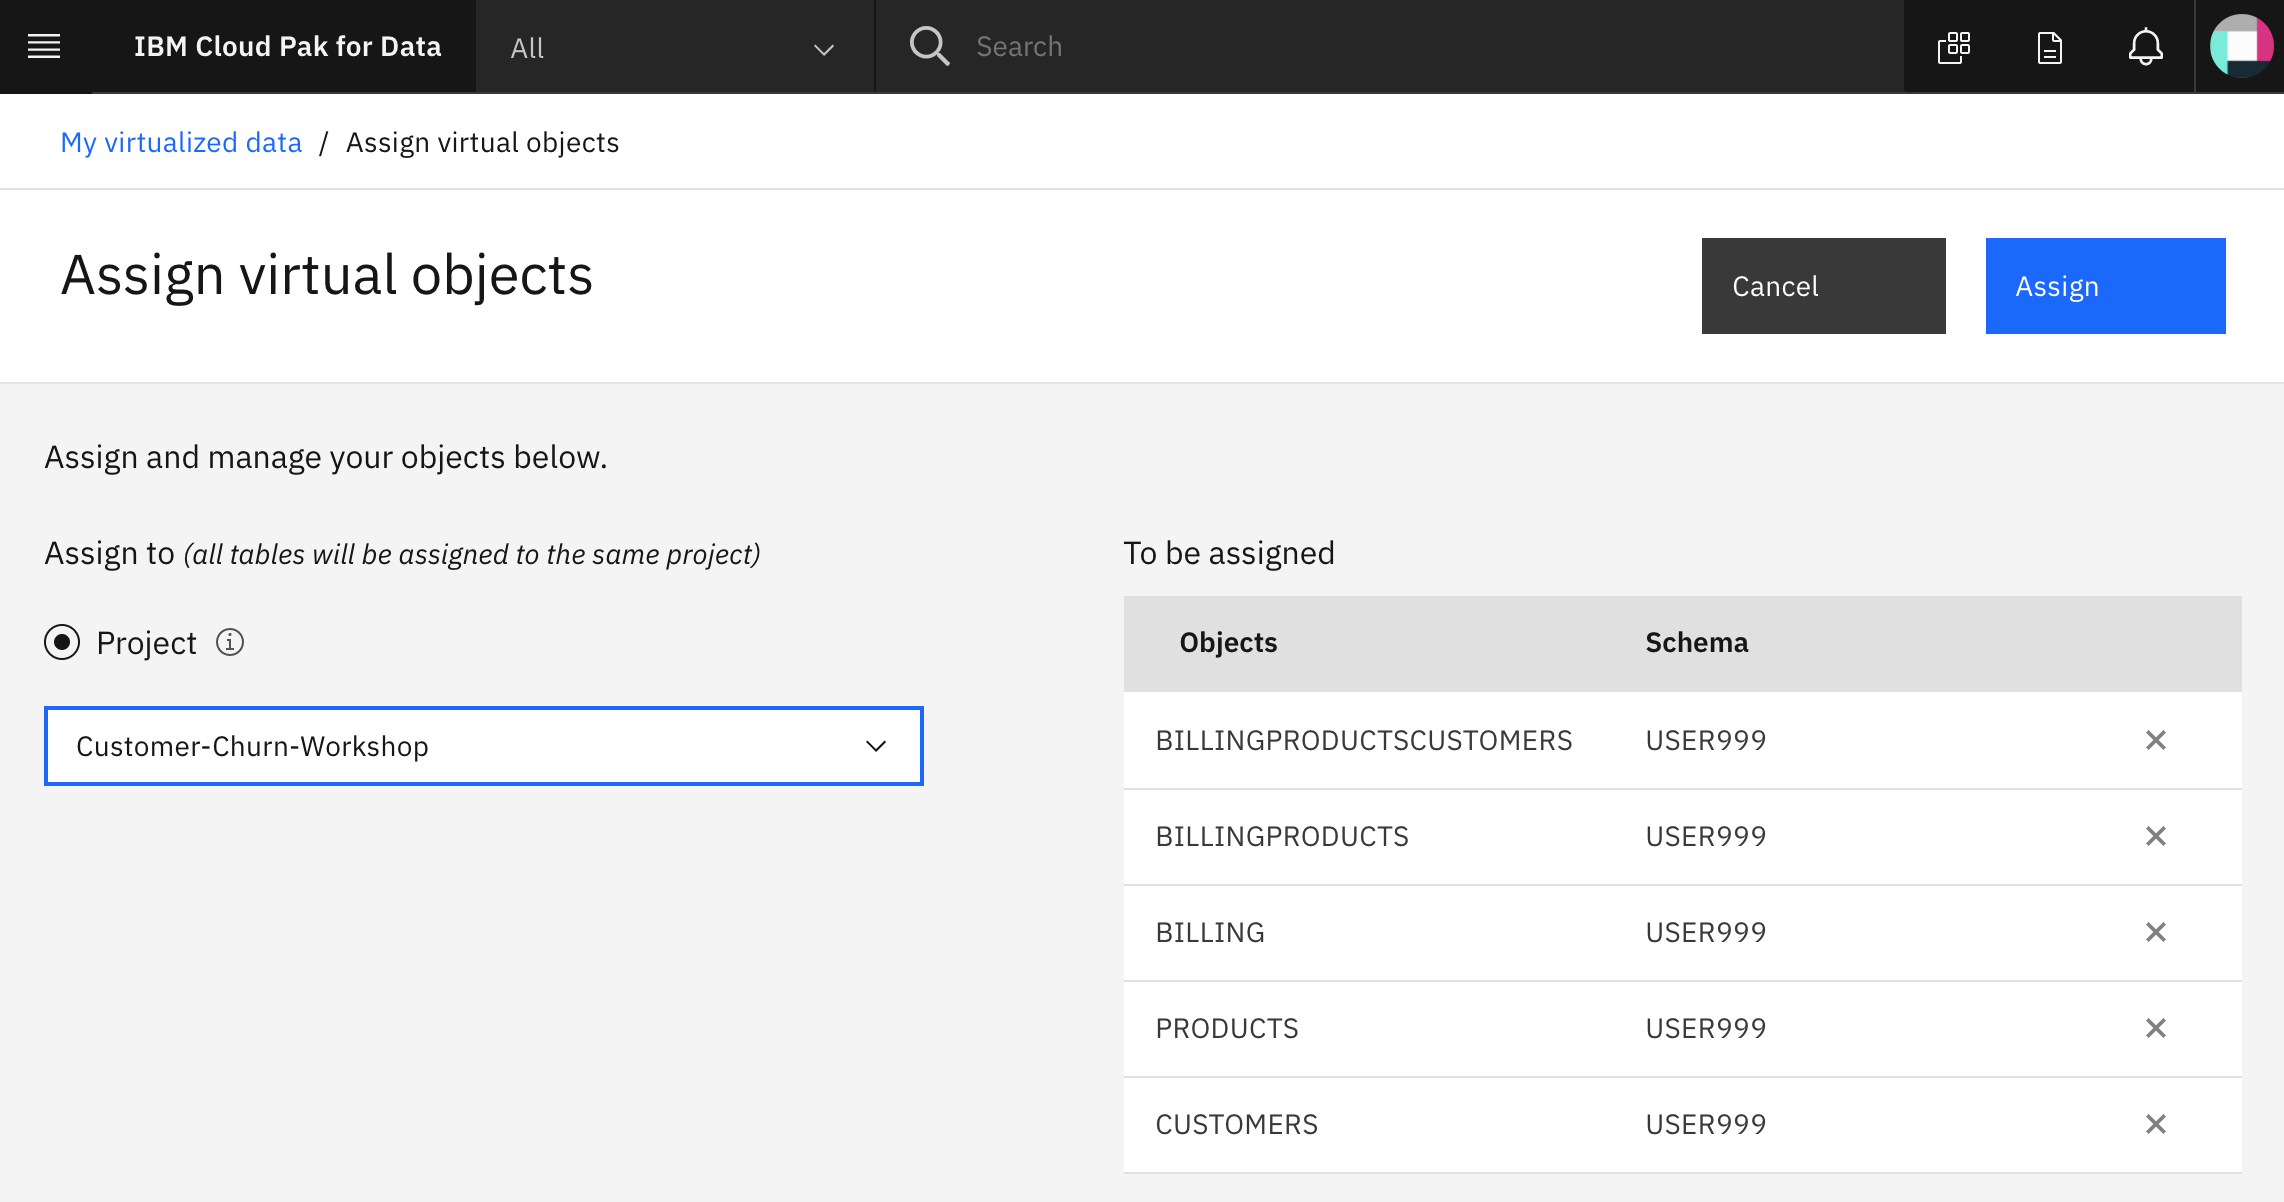 IBM Cloud Pak for Data
All
Search
My virtualized data / Assign virtual objects
Assign virtual objects
Cancel
Assign
Assign and manage your objects below.
Assign to (all tables will be assigned to the same project)
Project
Customer-Churn-Workshop
To be assigned
Objects Schema
BILLINGPRODUCTSCUSTOMERS USER999
BILLINGPRODUCTS USER999
BILLING USER999
PRODUCTS USER999
CUSTOMERS USER999